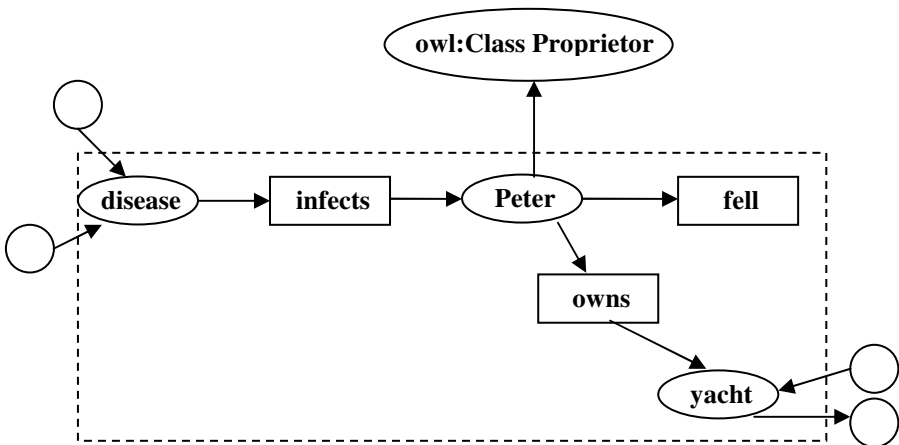 owl:Class Proprietor
disease
infects
Peter
fell
owns
yacht